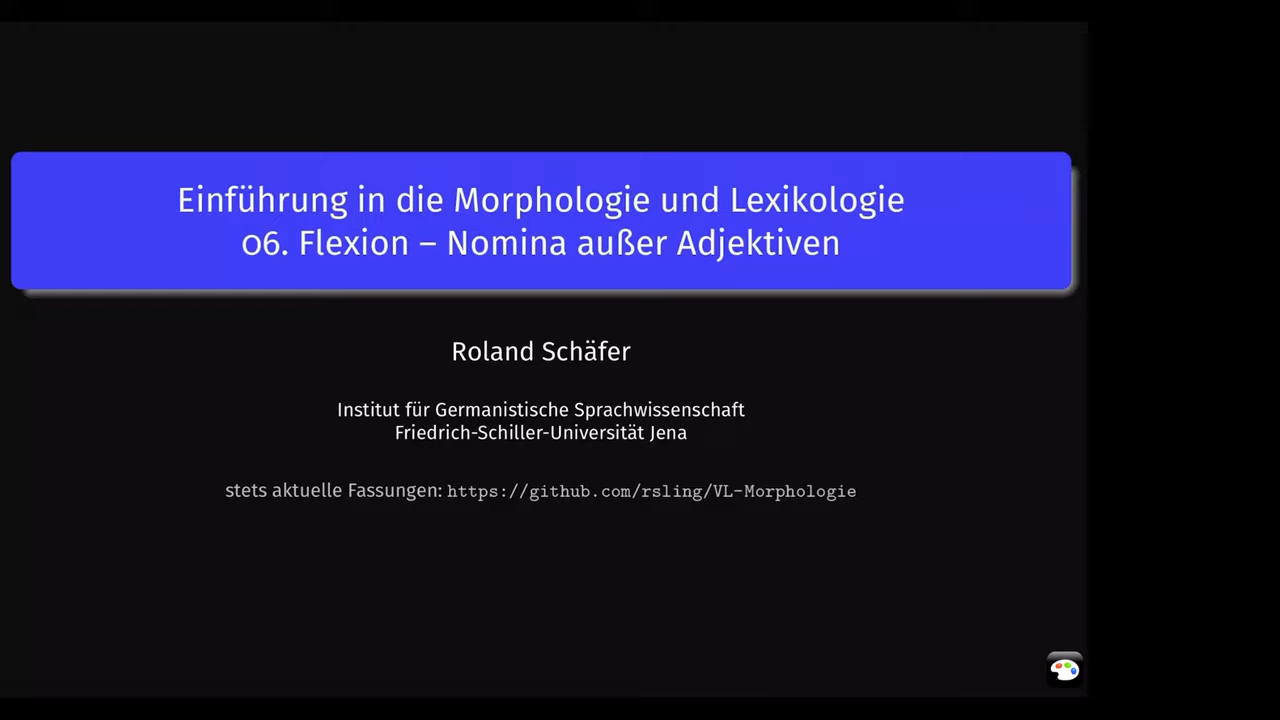 Einführung in die Morphologie und Lexikologie
06. Flexion – Nomina außer Adjektiven
Roland Schäfer
Institut für Germanistische Sprachwissenschaft
Friedrich-Schiller-Universität Jena
stets aktuelle Fassungen: https://github.com/rsling/VL-Morphologie